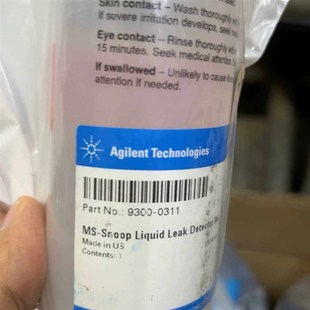 Skin contact – Wash thoroughly
If severe irritation develops, seek
Eye contact – Rinse thoroughly
15 minutes. Seek medical attention.
If swallowed – Unlikely to cause
attention if needed.
Agilent Technologies
Part No.: 9300-0311
MS-Snoop Liquid Leak Detector
Made in US
Contents: 1